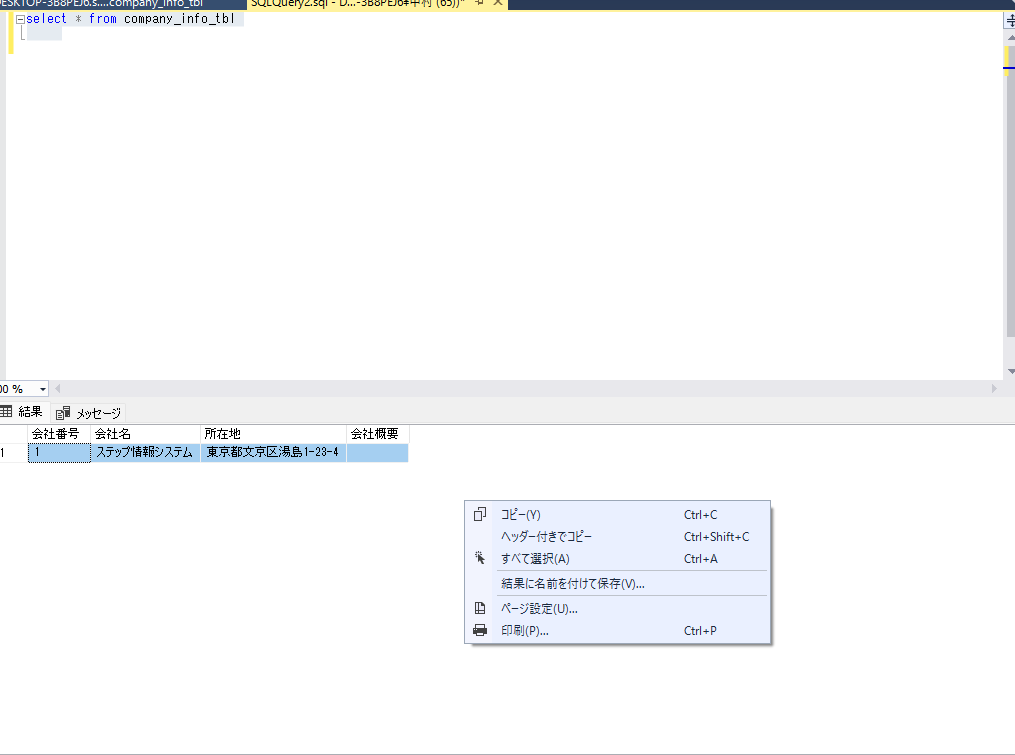 DESKTOP-3B8PEJ6.s....company_info_tbl SQLQuery2.sql - D...-3B8PEJ6¥中村 (65))*
select * from company_info_tbl
00 %
結果 メッセージ
会社番号 会社名 所在地 会社概要
1 1 ステップ情報システム 東京都文京区湯島1-23-4
コピー(Y) Ctrl+C
ヘッダー付きでコピー Ctrl+Shift+C
すべて選択(A) Ctrl+A
結果に名前を付けて保存(V)...
ページ設定(U)...
印刷(P)... Ctrl+P